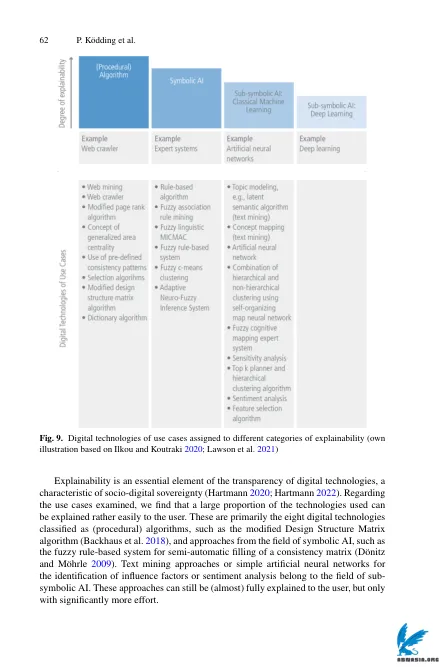 62 P. Ködding et al.
Degree of explainability
(Procedural)
Algorithm
Symbolic AI
Sub-symbolic AI:
Classical Machine
Learning
Sub-symbolic AI:
Deep Learning
Example
Web crawler
Example
Expert systems
Example
Artificial neural
networks
Example
Deep learning
Digital Technologies of Use Cases
• Web mining
• Web crawler
• Modified page rank
algorithm
• Concept of
generalized area
centrality
• Use of pre-defined
consistency patterns
• Selection algorithms
• Modified design
structure matrix
algorithm
• Dictionary algorithm
• Rule-based
algorithm
• Fuzzy association
rule mining
• Fuzzy linguistic
MICMAC
• Fuzzy rule-based
system
• Fuzzy c-means
clustering
• Adaptive
Neuro-Fuzzy
Inference System
• Topic modeling,
e.g., latent
semantic algorithm
(text mining)
• Concept mapping
(text mining)
• Artificial neural
network
• Combination of
hierarchical and
non-hierarchical
clustering using
self-organizing
map neural network
• Fuzzy cognitive
mapping expert
system
• Sensitivity analysis
• Top k planner and
hierarchical
clustering algorithm
• Sentiment analysis
• Feature selection
algorithm
Fig. 9. Digital technologies of use cases assigned to different categories of explainability (own
illustration based on Ilkou and Koutraki 2020; Lawson et al. 2021)
Explainability is an essential element of the transparency of digital technologies, a
characteristic of socio-digital sovereignty (Hartmann 2020; Hartmann 2022). Regarding
the use cases examined, we find that a large proportion of the technologies used can
be explained rather easily to the user. These are primarily the eight digital technologies
classified as (procedural) algorithms, such as the modified Design Structure Matrix
algorithm (Backhaus et al. 2018), and approaches from the field of symbolic AI, such as
the fuzzy rule-based system for semi-automatic filling of a consistency matrix (Dönitz
and Möhrle 2009). Text mining approaches or simple artificial neural networks for
the identification of influence factors or sentiment analysis belong to the field of sub-
symbolic AI. These approaches can still be (almost) fully explained to the user, but only
with significantly more effort.